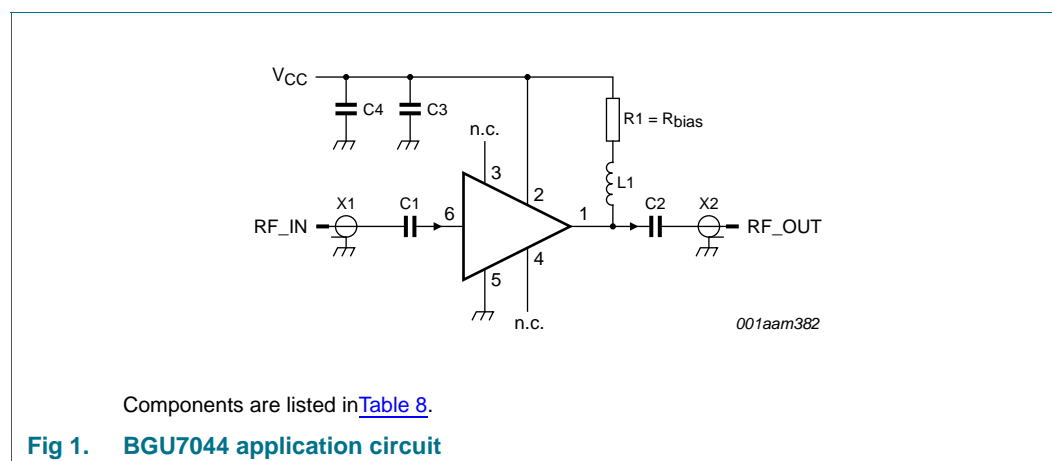 VCC
C4
C3
R1 = Rbias
n.c.
3
2
L1
X1
C1
6
1
C2
X2
RF_IN
RF_OUT
5
4
n.c.
001aam382
Components are listed inTable 8.
Fig 1. BGU7044 application circuit